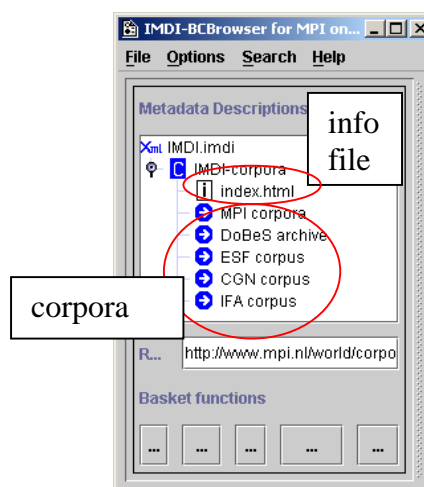 IMDI-BCBrowser for MPI on...
File Options Search Help
Metadata Descriptions
info
file
Xml IMDI.imdi
C IMDI-corpora
i index.html
MPI corpora
DoBeS archive
ESF corpus
CGN corpus
IFA corpus
corpora
R... http://www.mpi.nl/world/corpo
Basket functions
... ... ... ... ...